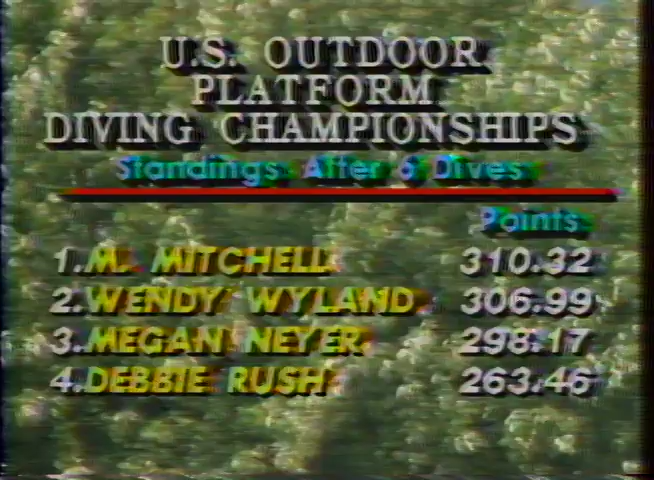 U.S. OUTDOOR
PLATFORM
DIVING CHAMPIONSHIPS
Standings: After 6 Dives:
Points:
1. M. MITCHELL 310.32
2. WENDY WYLAND 306.99
3. MEGAN NEYER 298.17
4. DEBBIE RUSH 263.46